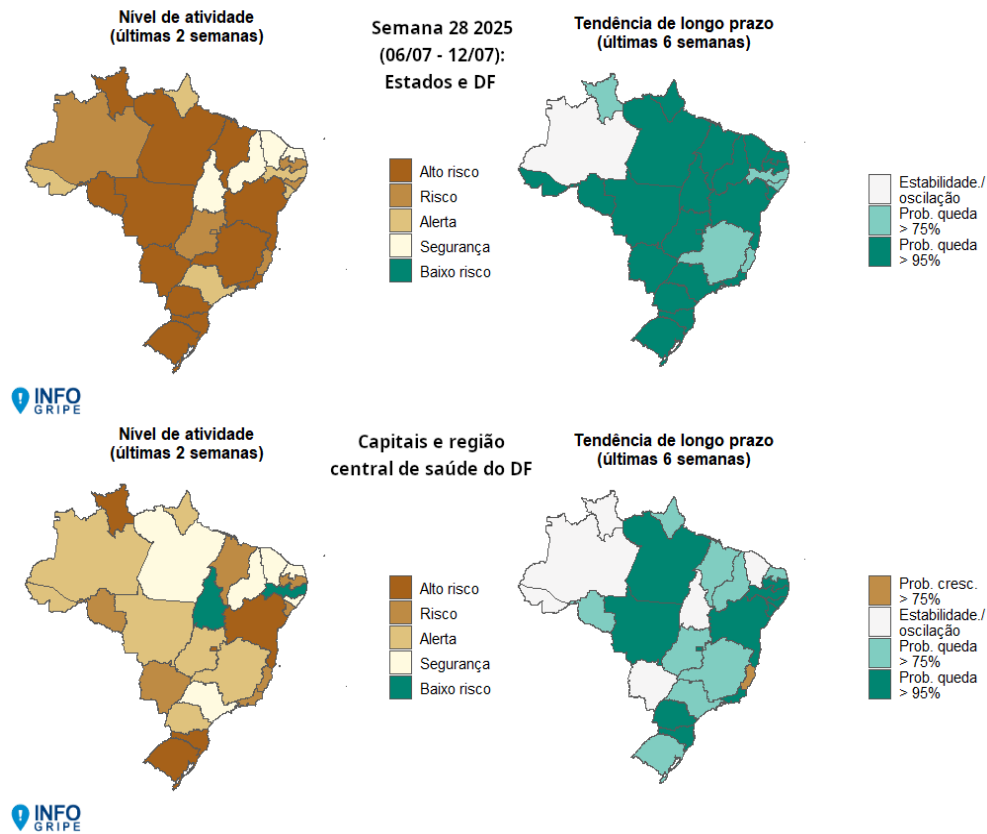 Nível de atividade
(últimas 2 semanas)
Semana 28 2025
(06/07 - 12/07):
Estados e DF
Tendência de longo prazo
(últimas 6 semanas)
Alto risco
Risco
Alerta
Segurança
Baixo risco
Estabilidade./
oscilação
Prob. queda
> 75%
Prob. queda
> 95%
INFO
GRIPE
Nível de atividade
(últimas 2 semanas)
Capitais e região
central de saúde do DF
Tendência de longo prazo
(últimas 6 semanas)
Alto risco
Risco
Alerta
Segurança
Baixo risco
Prob. cresc.
> 75%
Estabilidade./
oscilação
Prob. queda
> 75%
Prob. queda
> 95%
INFO
GRIPE